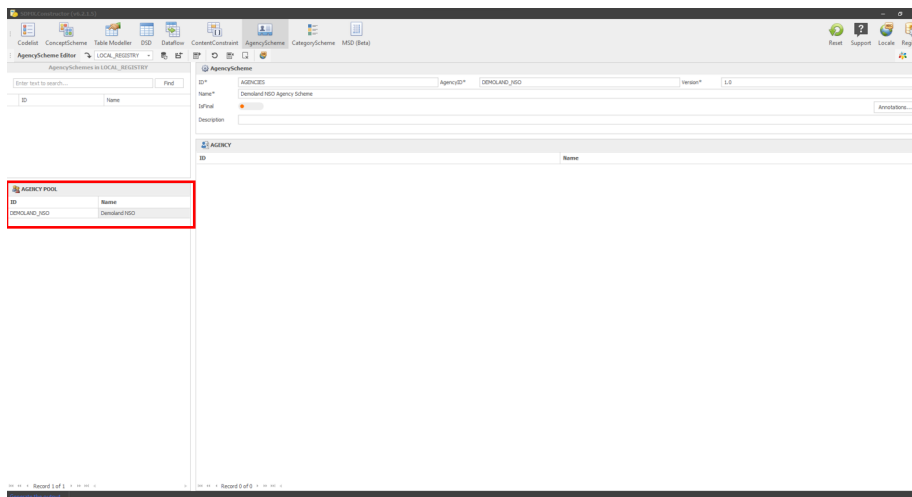 Codelist ConceptScheme Table Modeller DSD Dataflow ContentConstraint AgencyScheme CategoryScheme MSD (Beta) Reset Support Locale
AgencyScheme Editor LOCAL_REGISTRY
AgencySchemes in LOCAL_REGISTRY
AgencyScheme
Enter text to search... Find
ID* AGENCIES AgencyID* DEMOLAND_NSO Version* 1.0
Name* Demoland NSO Agency Scheme
ID Name
IsFinal Annotations...
Description
AGENCY
ID Name
AGENCY POOL
ID Name
DEMOLAND_NSO Demoland NSO
Record 1 of 1 Record 0 of 0